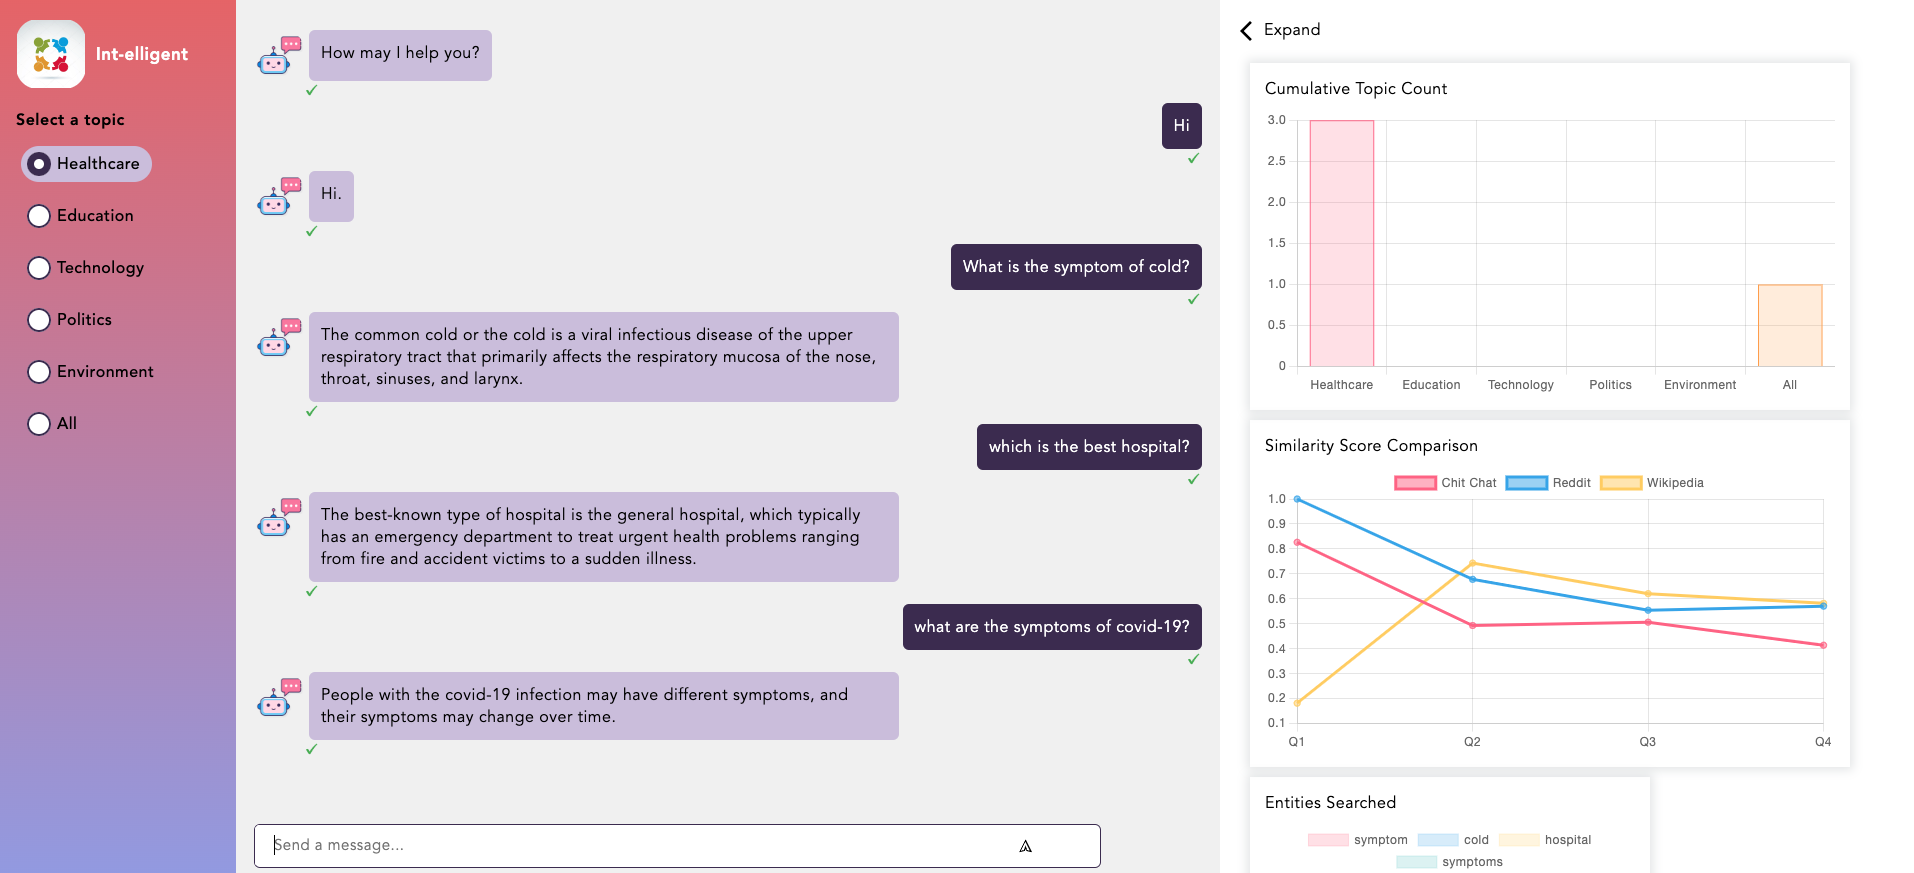 Int-elligent
Select a topic
Healthcare
Education
Technology
Politics
Environment
All
How may I help you?
Hi
Hi.
What is the symptom of cold?
The common cold or the cold is a viral infectious disease of the upper
respiratory tract that primarily affects the respiratory mucosa of the nose,
throat, sinuses, and larynx.
which is the best hospital?
The best-known type of hospital is the general hospital, which typically
has an emergency department to treat urgent health problems ranging
from fire and accident victims to a sudden illness.
what are the symptoms of covid-19?
People with the covid-19 infection may have different symptoms, and
their symptoms may change over time.
Send a message...
Expand
Cumulative Topic Count
3.0
2.5
2.0
1.5
1.0
0.5
0
Healthcare Education Technology Politics Environment All
Similarity Score Comparison
Chit Chat Reddit Wikipedia
1.0
0.9
0.8
0.7
0.6
0.5
0.4
0.3
0.2
0.1
Q1 Q2 Q3 Q4
Entities Searched
symptom cold hospital
symptoms